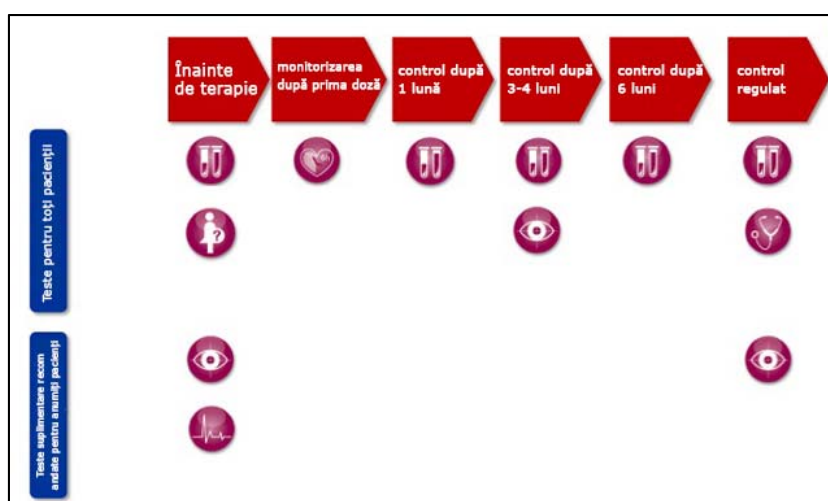 Înainte
de terapie
monitorizarea
după prima doză
control după
1 lună
control după
3-4 luni
control după
6 luni
control
regulat
Teste pentru toți pacienții
?
6h
Teste suplimentare recom
andate pentru anumiți pacienți